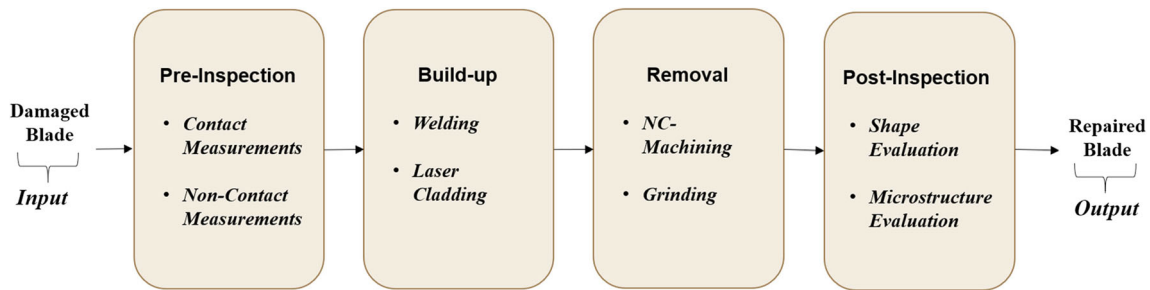 Damaged
Blade
Input
Pre-Inspection
• Contact
Measurements
• Non-Contact
Measurements
Build-up
• Welding
• Laser
Cladding
Removal
• NC-
Machining
• Grinding
Post-Inspection
• Shape
Evaluation
• Microstructure
Evaluation
Repaired
Blade
Output